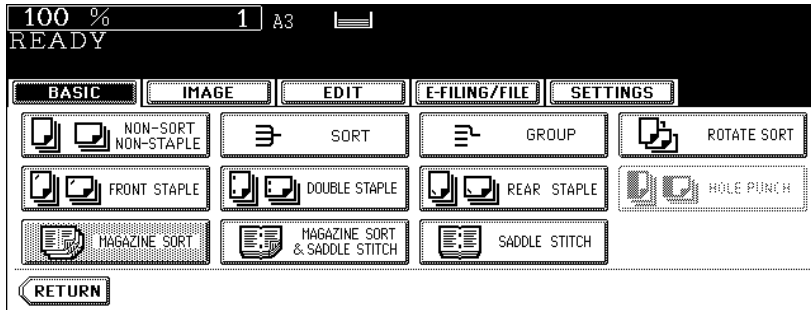 100 % 1 A3
READY
BASIC IMAGE EDIT E-FILING/FILE SETTINGS
NON-SORT
NON-STAPLE
SORT
GROUP
ROTATE SORT
FRONT STAPLE
DOUBLE STAPLE
REAR STAPLE
HOLE PUNCH
MAGAZINE SORT
MAGAZINE SORT
& SADDLE STITCH
SADDLE STITCH
RETURN